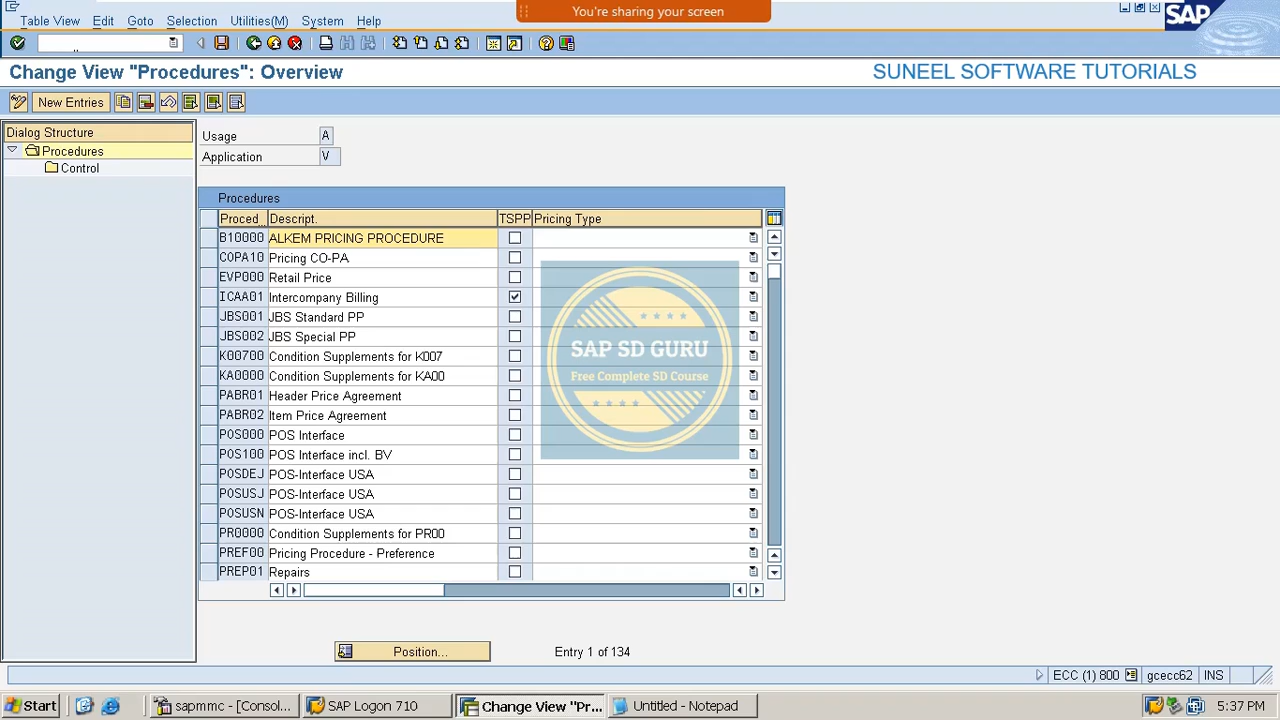 You're sharing your screen
Table View Edit Goto Selection Utilities(M) System Help
SAP
Change View "Procedures": Overview
SUNEEL SOFTWARE TUTORIALS
New Entries
Dialog Structure
Procedures
Control
Usage A
Application V
Procedures
Proced.. Descript. TSPP Pricing Type
B10000 ALKEM PRICING PROCEDURE
COPA10 Pricing CO-PA
EVP000 Retail Price
ICAA01 Intercompany Billing
JBS001 JBS Standard PP
JBS002 JBS Special PP
K00700 Condition Supplements for K007
KA0000 Condition Supplements for KA00
PABR01 Header Price Agreement
PABR02 Item Price Agreement
POS000 POS Interface
POS100 POS Interface incl. BV
POSDEJ POS-Interface USA
POSUSJ POS-Interface USA
POSUSN POS-Interface USA
PR0000 Condition Supplements for PR00
PREF00 Pricing Procedure - Preference
PREP01 Repairs
SAP SD GURU
Free Complete SD Course
Position... Entry 1 of 134
ECC (1) 800 gcecc62 INS
Start sapmmc - [Consol... SAP Logon 710 Change View "Pr... Untitled - Notepad 5:37 PM